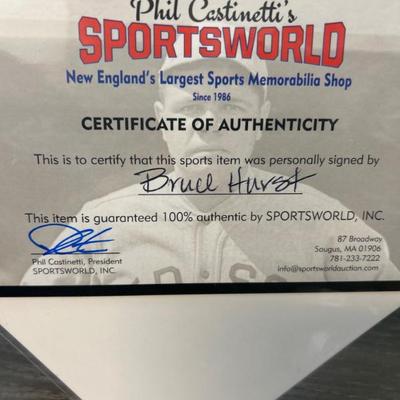 Phil Castinetti's
SPORTSWORLD
New England's Largest Sports Memorabilia Shop
Since 1986
CERTIFICATE OF AUTHENTICITY
This is to certify that this sports item was personally signed by
Bruce Hurst
This item is guaranteed 100% authentic by SPORTSWORLD, INC.
Phil Castinetti, President
SPORTSWORLD, INC.
87 Broadway
Saugus, MA 01906
781-233-7222
info@sportsworldauction.com